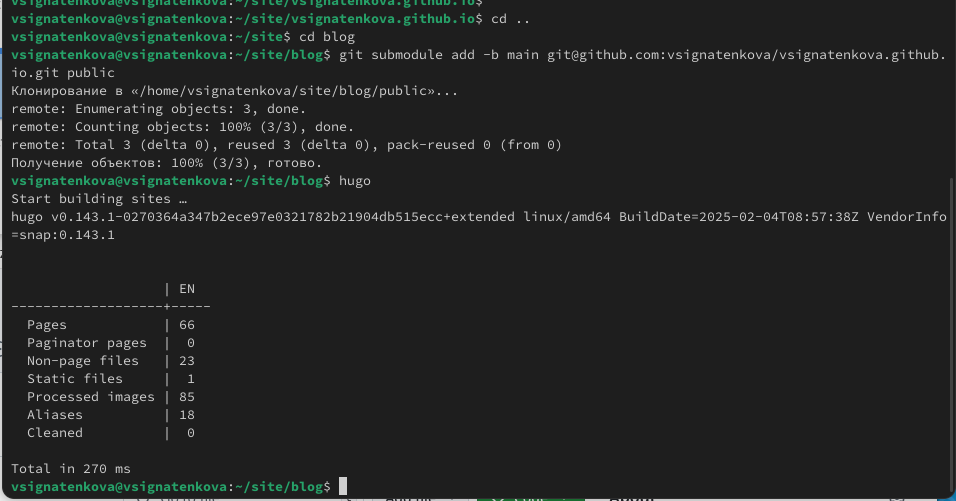 vsignatenkova@vsignatenkova:~/site/vsignatenkova.github.io$
vsignatenkova@vsignatenkova:~/site/vsignatenkova.github.io$ cd ..
vsignatenkova@vsignatenkova:~/site$ cd blog
vsignatenkova@vsignatenkova:~/site/blog$ git submodule add -b main git@github.com:vsignatenkova/vsignatenkova.github.
io.git public
Клонирование в «/home/vsignatenkova/site/blog/public»...
remote: Enumerating objects: 3, done.
remote: Counting objects: 100% (3/3), done.
remote: Total 3 (delta 0), reused 3 (delta 0), pack-reused 0 (from 0)
Получение объектов: 100% (3/3), готово.
vsignatenkova@vsignatenkova:~/site/blog$ hugo
Start building sites …
hugo v0.143.1-0270364a347b2ece97e0321782b21904db515ecc+extended linux/amd64 BuildDate=2025-02-04T08:57:38Z VendorInfo
=snap:0.143.1
                   | EN
-------------------+-----
  Pages            | 66
  Paginator pages  |  0
  Non-page files   | 23
  Static files     |  1
  Processed images | 85
  Aliases          | 18
  Cleaned          |  0
Total in 270 ms
vsignatenkova@vsignatenkova:~/site/blog$